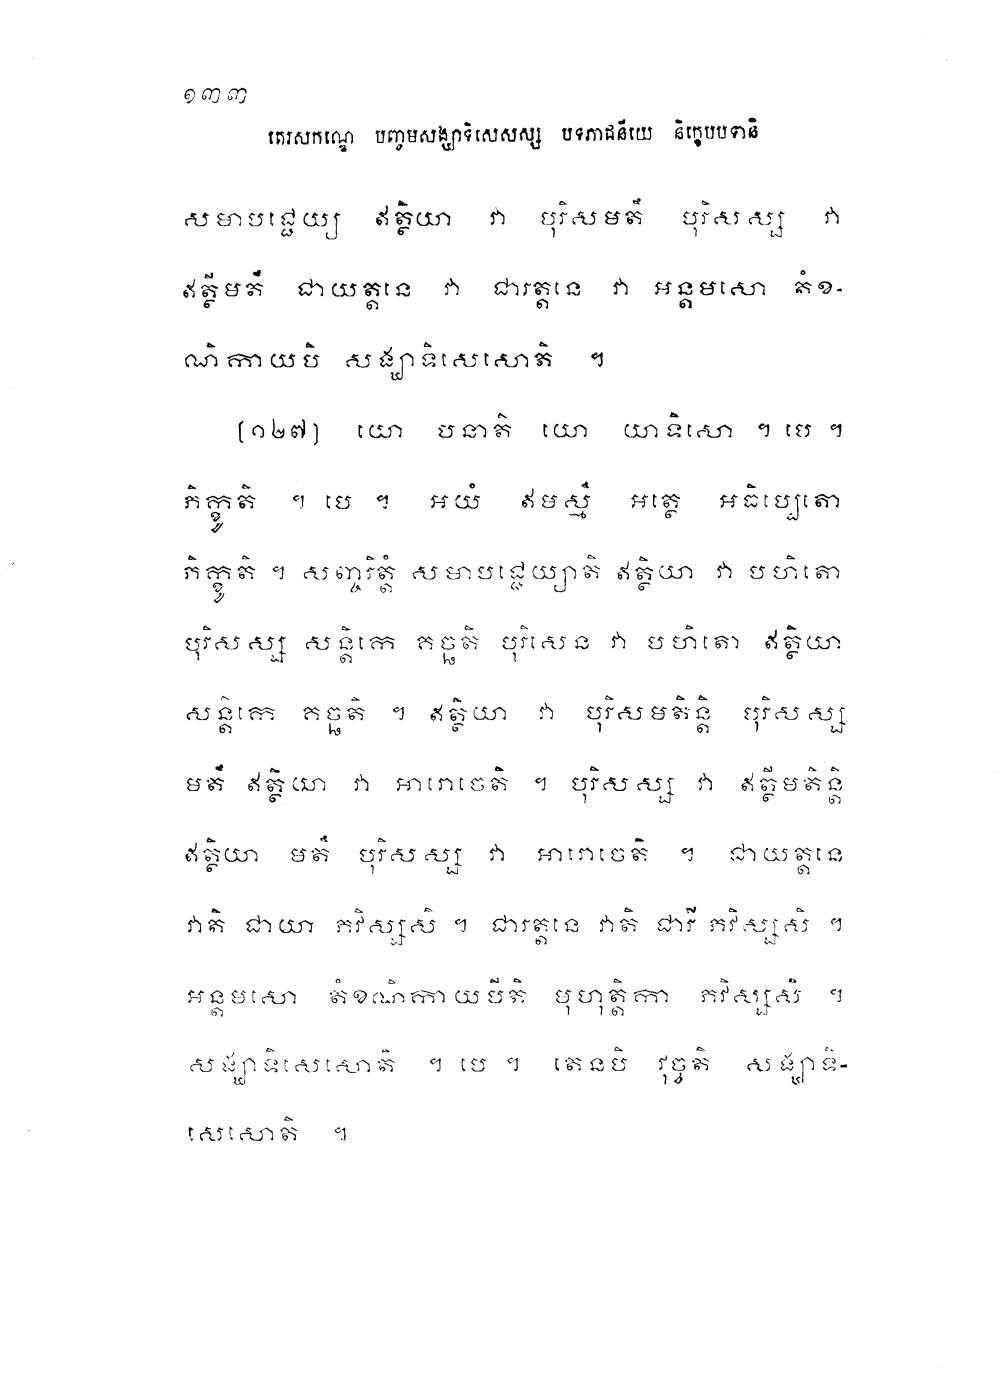 ១៣៣
តេរសកណ្ឌេ បញ្ចមសង្ឃាទិសេសស្ស បទភាជនីយេ និក្ខេបបទានិ
សមាបជ្ជេយ្យ ឥត្ថិយា វា បុរិសមតឹ បុរិសស្ស វា
ឥត្ថីមតឹ ជាយត្តនេ វា ជារត្តនេ វា អន្តមសោ តំខ-
ណិកាយបិ សង្ឃាទិសេសោតិ ។
[១២៧] យោ បនាតិ យោ យាទិសោ ។ បេ ។
ភិក្ខូតិ ។ បេ ។ អយំ ឥមស្មឹ អត្ថេ អធិប្បេតោ
ភិក្ខូតិ ។ សញ្ចរិត្តំ សមាបជ្ជេយ្យាតិ ឥត្ថិយា វា បហិតោ
បុរិសស្ស សន្តិកេ គច្ឆតិ បុរិសេន វា បហិតោ ឥត្ថិយា
សន្តិកេ គច្ឆតិ ។ ឥត្ថិយា វា បុរិសមតិន្តិ បុរិសស្ស
មតឹ ឥត្ថិយា វា អារោចេតិ ។ បុរិសស្ស វា ឥត្ថីមតិន្តិ
ឥត្ថិយា មតឹ បុរិសស្ស វា អារោចេតិ ។ ជាយត្តនេ
វាតិ ជាយា ភវិស្សសិ ។ ជារត្តនេ វាតិ ជារី ភវិស្សសិ ។
អន្តមសោ តំខណិកាយបីតិ មុហុត្តិកា ភវិស្សសិ ។
សង្ឃាទិសេសោតិ ។ បេ ។ តេនបិ វុច្ចតិ សង្ឃាទិ-
សេសោតិ ។